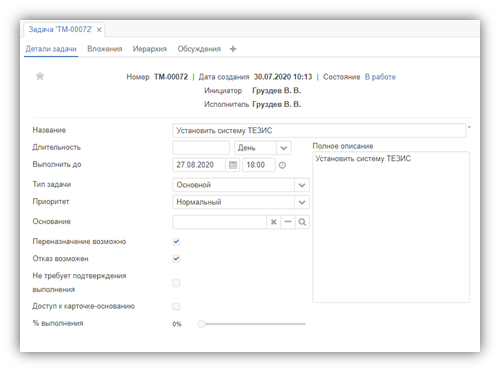 Задача 'ТМ-00072' ×
Детали задачи Вложения Иерархия Обсуждения +
Номер ТМ-00072 | Дата создания 30.07.2020 10:13 | Состояние В работе
Инициатор Груздев В. В.
Исполнитель Груздев В. В.
Название Установить систему ТЕЗИС *
Длительность День Полное описание
Выполнить до 27.08.2020 18:00 Установить систему ТЕЗИС
Тип задачи Основной
Приоритет Нормальный
Основание
Переназначение возможно
Отказ возможен
Не требует подтверждения
выполнения
Доступ к карточке-основанию
% выполнения 0%